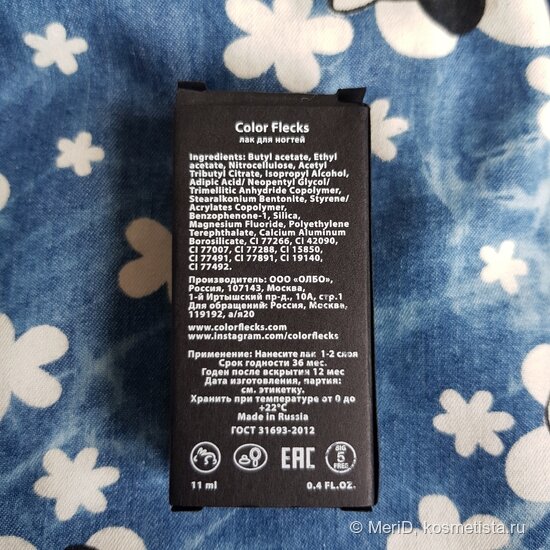 Color Flecks
лак для ногтей
Ingredients: Butyl acetate, Ethyl
acetate, Nitrocellulose, Acetyl
Tributyl Citrate, Isopropyl Alcohol,
Adipic Acid/ Neopentyl Glycol/
Trimellitic Anhydride Copolymer,
Stearalkonium Bentonite, Styrene/
Acrylates Copolymer,
Benzophenone-1, Silica,
Magnesium Fluoride, Polyethylene
Terephthalate, Calcium Aluminum
Borosilicate, CI 77266, CI 42090,
CI 77007, CI 77288, CI 15850,
CI 77491, CI 77891, CI 19140,
CI 77492.
Производитель: ООО «ОЛБО»,
Россия, 107143, Москва,
1-й Иртышский пр-д., 10А, стр.1
Для обращений: Россия, Москва,
119192, а/я20
www.colorflecks.com
www.instagram.com/colorflecks
Применение: Нанесите лак 1-2 слоя
Срок годности 36 мес.
Годен после вскрытия 12 мес
Дата изготовления, партия:
см. этикетку.
Хранить при температуре от 0 до
+22°C
Made in Russia
ГОСТ 31693-2012
EAC
BIG
5
FREE
11 ml
0.4 FL.OZ.
© MeriD, kosmetista.ru